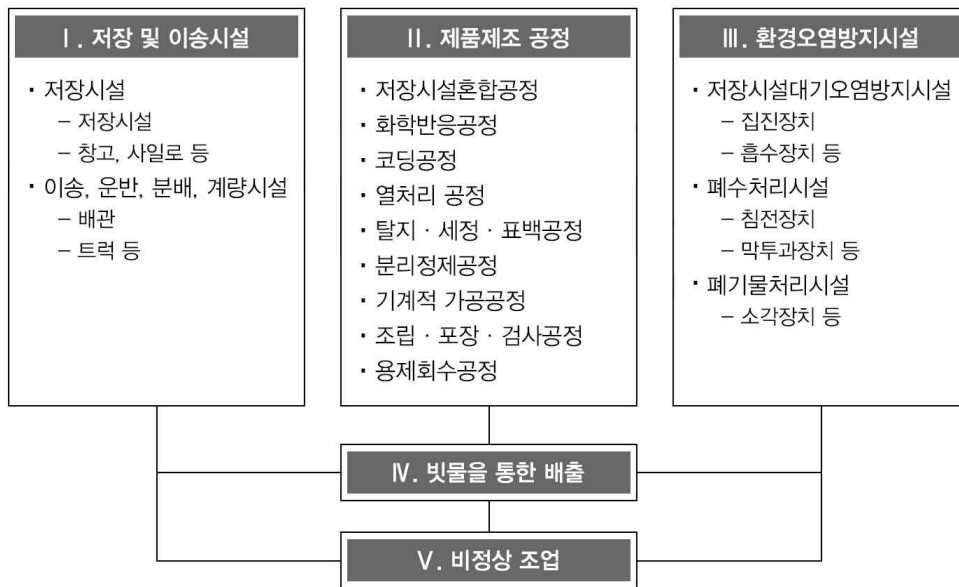 Ⅰ. 저장 및 이송시설
· 저장시설
– 저장시설
– 창고, 사일로 등
· 이송, 운반, 분배, 계량시설
– 배관
– 트럭 등
Ⅱ. 제품제조 공정
· 저장시설혼합공정
· 화학반응공정
· 코딩공정
· 열처리 공정
· 탈지 · 세정 · 표백공정
· 분리정제공정
· 기계적 가공공정
· 조립 · 포장 · 검사공정
· 용제회수공정
Ⅲ. 환경오염방지시설
· 저장시설대기오염방지시설
– 집진장치
– 흡수장치 등
· 폐수처리시설
– 침전장치
– 막투과장치 등
· 폐기물처리시설
– 소각장치 등
Ⅳ. 빗물을 통한 배출
Ⅴ. 비정상 조업